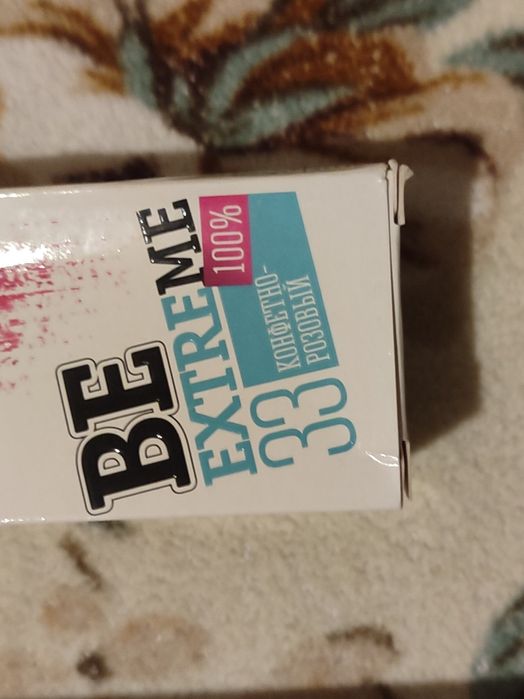 BE
EXTREME
100%
33
КОНФЕТНО-
РОЗОВЫЙ